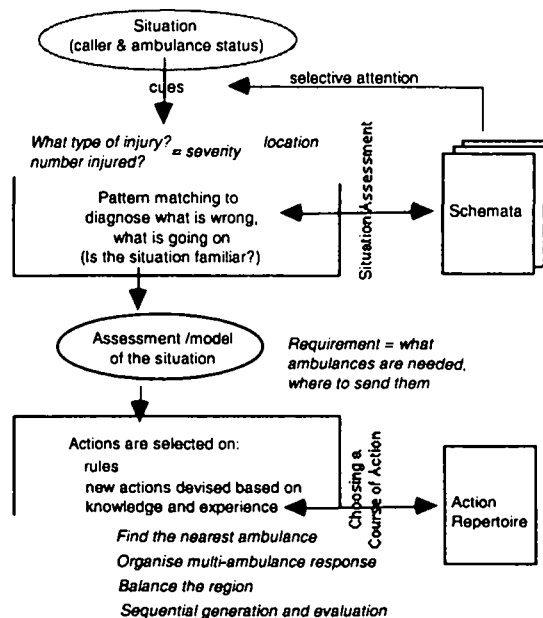 Situation
(caller & ambulance status)
selective attention
cues
What type of injury?
number injured?
= severity
location
Pattern matching to
diagnose what is wrong,
what is going on
(Is the situation familiar?)
Situation Assessment
Schemata
Assessment /model
of the situation
Requirement = what
ambulances are needed,
where to send them
Actions are selected on:
rules
new actions devised based on
knowledge and experience
Choosing a
Course of Action
Action
Repertoire
Find the nearest ambulance
Organise multi-ambulance response
Balance the region
Sequential generation and evaluation